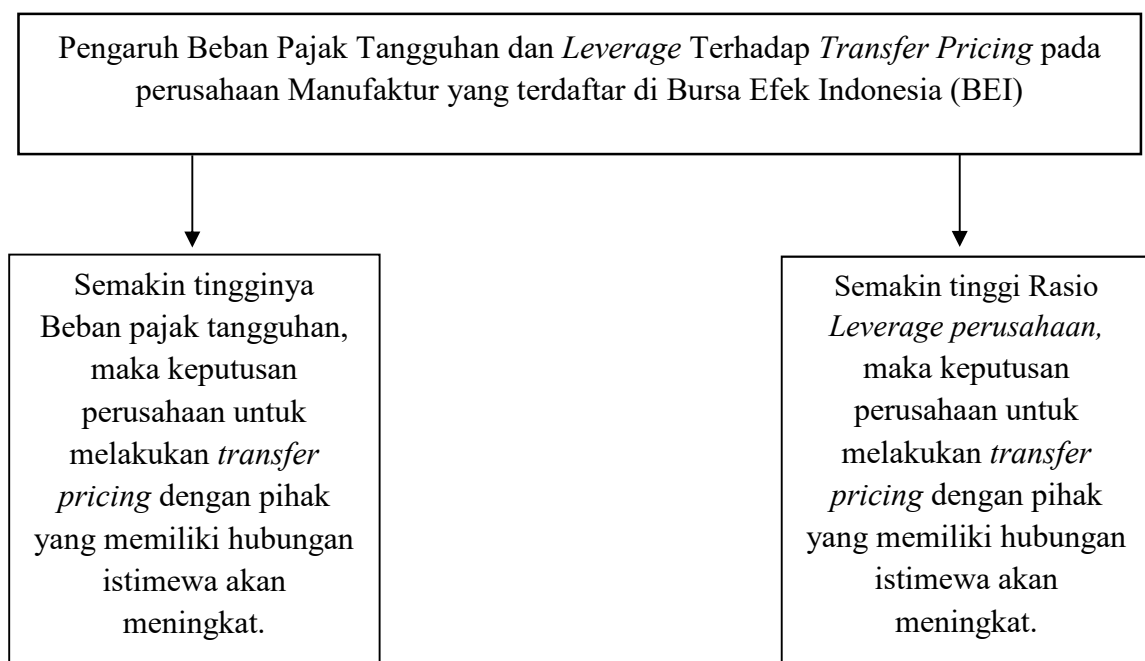 Pengaruh Beban Pajak Tangguhan dan Leverage Terhadap Transfer Pricing pada
perusahaan Manufaktur yang terdaftar di Bursa Efek Indonesia (BEI)
Semakin tingginya
Beban pajak tangguhan,
maka keputusan
perusahaan untuk
melakukan transfer
pricing dengan pihak
yang memiliki hubungan
istimewa akan
meningkat.
Semakin tinggi Rasio
Leverage perusahaan,
maka keputusan
perusahaan untuk
melakukan transfer
pricing dengan pihak
yang memiliki hubungan
istimewa akan
meningkat.